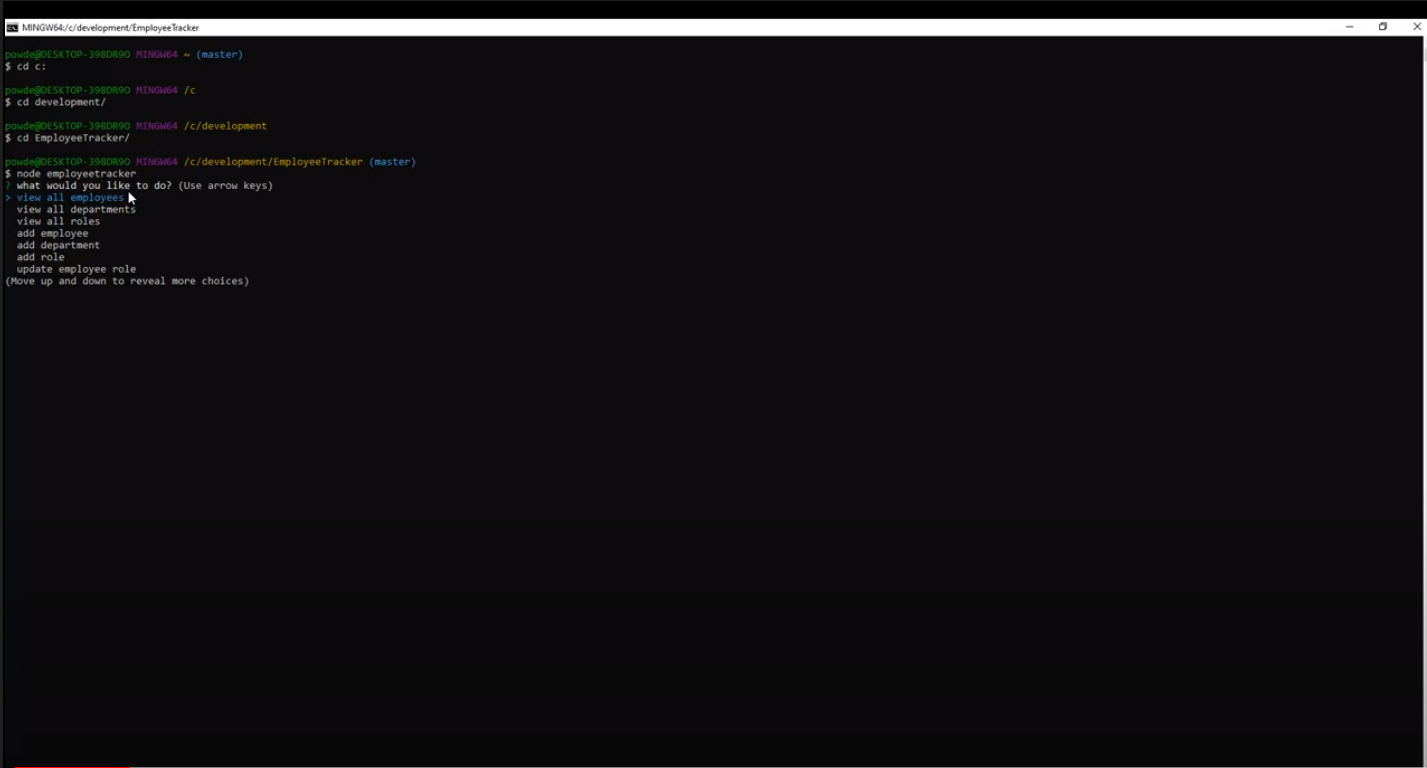 MINGW64:/c/development/EmployeeTracker
powde@DESKTOP-398DR9O MINGW64 ~ (master)
$ cd c:
powde@DESKTOP-398DR9O MINGW64 /c
$ cd development/
powde@DESKTOP-398DR9O MINGW64 /c/development
$ cd EmployeeTracker/
powde@DESKTOP-398DR9O MINGW64 /c/development/EmployeeTracker (master)
$ node employeetracker
? what would you like to do? (Use arrow keys)
> view all employees
view all departments
view all roles
add employee
add department
add role
update employee role
(Move up and down to reveal more choices)